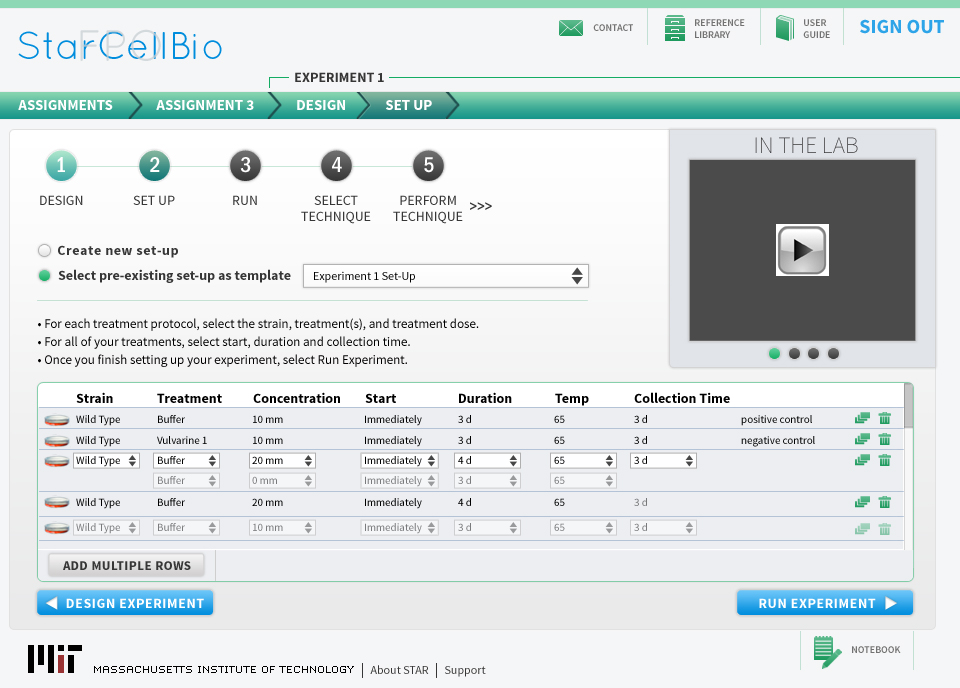 StarCellBio
FPO
CONTACT
REFERENCE
LIBRARY
USER
GUIDE
SIGN OUT
EXPERIMENT 1
ASSIGNMENTS ASSIGNMENT 3 DESIGN SET UP
1 2 3 4 5
DESIGN SET UP RUN SELECT TECHNIQUE PERFORM TECHNIQUE >>>
IN THE LAB
Create new set-up
Select pre-existing set-up as template Experiment 1 Set-Up
• For each treatment protocol, select the strain, treatment(s), and treatment dose.
• For all of your treatments, select start, duration and collection time.
• Once you finish setting up your experiment, select Run Experiment.
Strain Treatment Concentration Start Duration Temp Collection Time
Wild Type Buffer 10 mm Immediately 3 d 65 3 d positive control
Wild Type Vulvarine 1 10 mm Immediately 3 d 65 3 d negative control
Wild Type Buffer 20 mm Immediately 4 d 65 3 d
Buffer 0 mm Immediately 3 d 65
Wild Type Buffer 20 mm Immediately 4 d 65 3 d
Wild Type Buffer 10 mm Immediately 3 d 65 3 d
ADD MULTIPLE ROWS
DESIGN EXPERIMENT RUN EXPERIMENT
MIT MASSACHUSETTS INSTITUTE OF TECHNOLOGY | About STAR | Support
NOTEBOOK